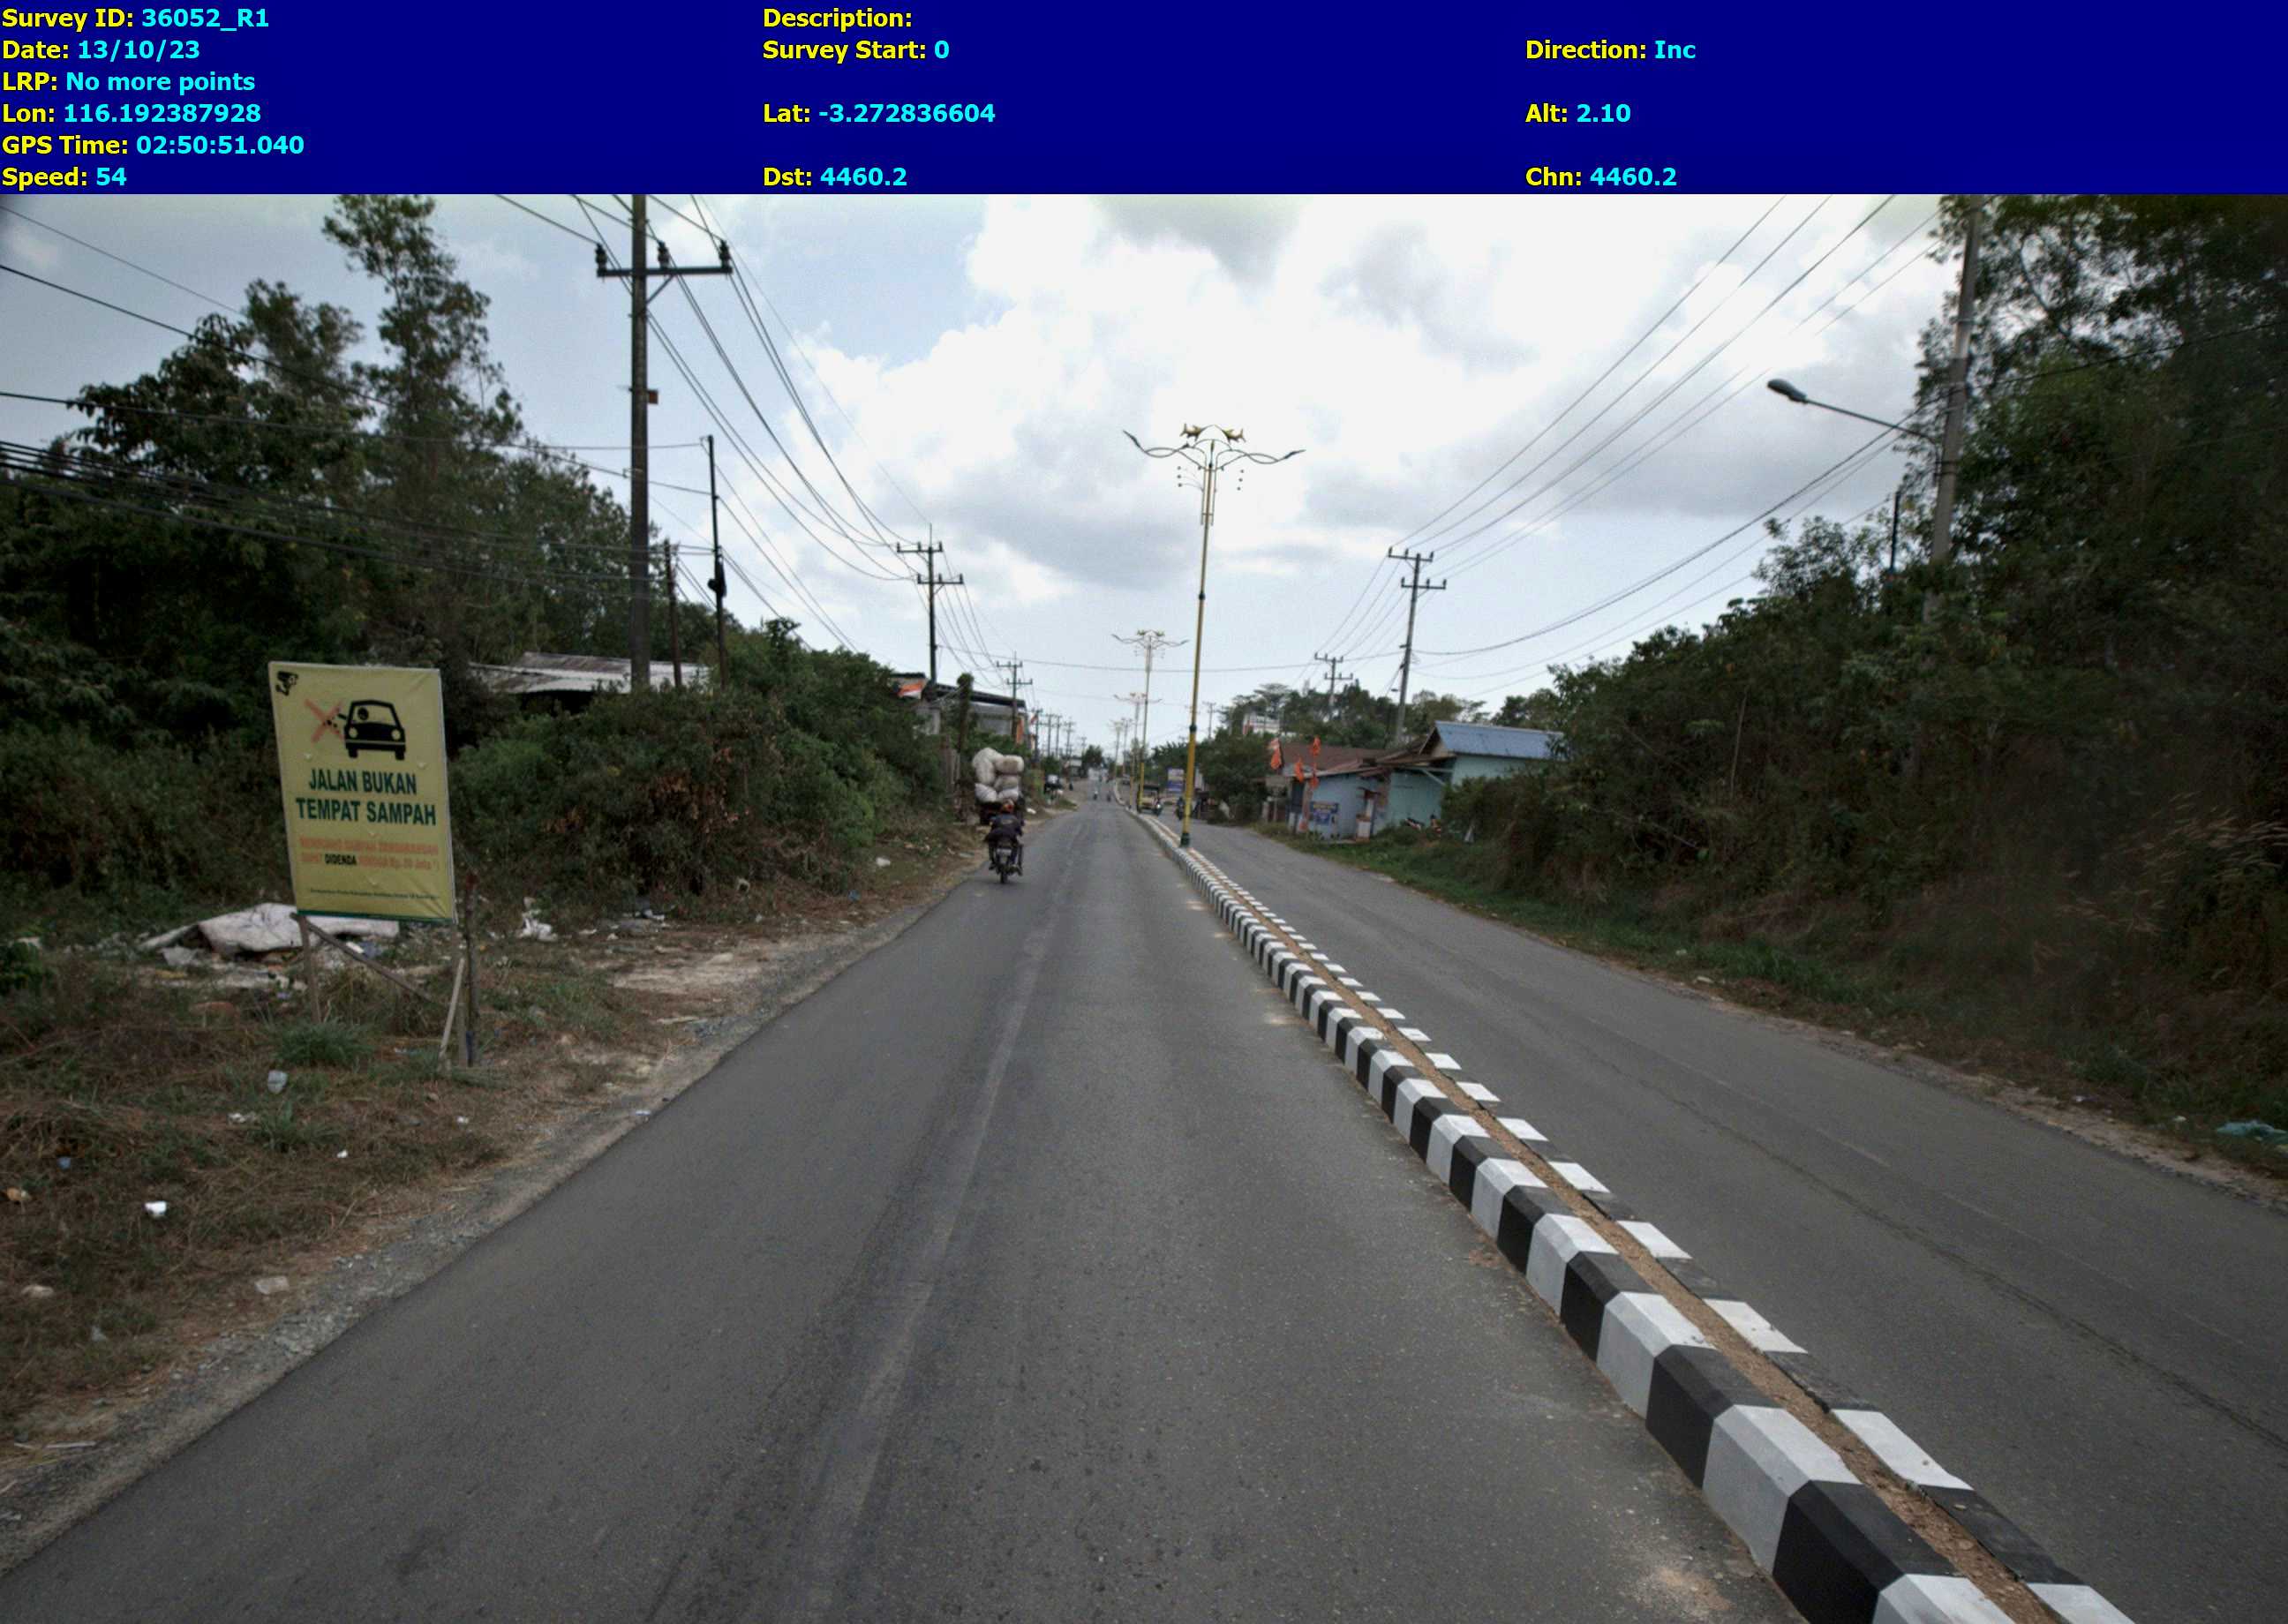 Survey ID: 36052_R1
Description:
Date: 13/10/23
Survey Start: 0
Direction: Inc
LRP: No more points
Lon: 116.192387928
Lat: -3.272836604
Alt: 2.10
GPS Time: 02:50:51.040
Speed: 54
Dst: 4460.2
Chn: 4460.2
JALAN BUKAN
TEMPAT SAMPAH
DIDENDA